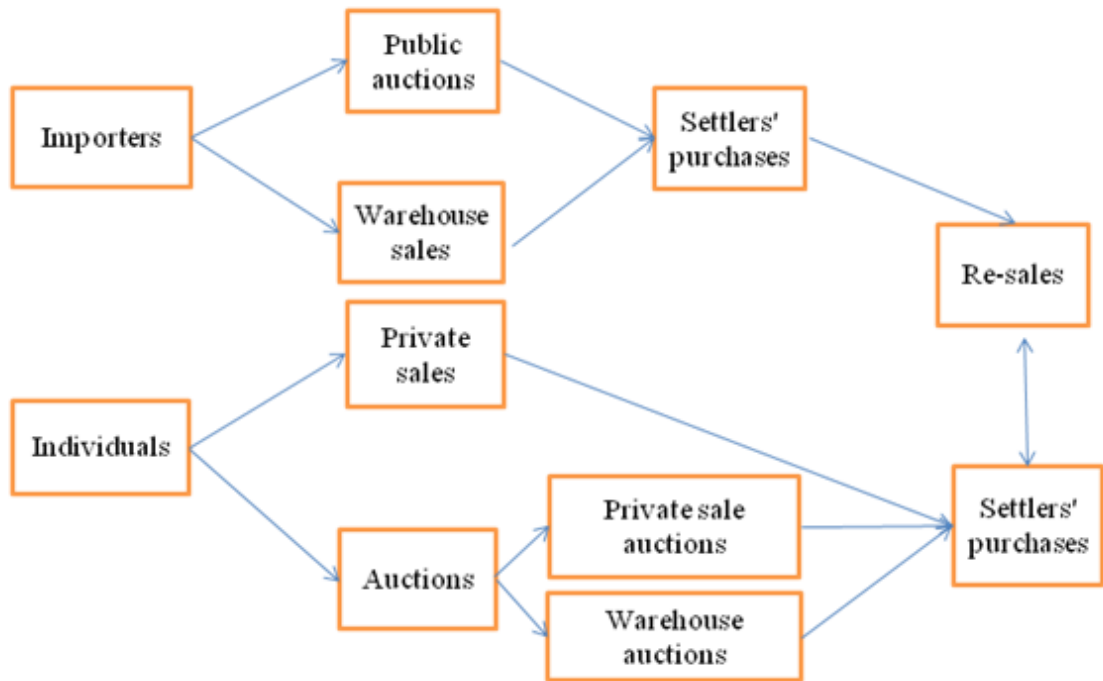 Public
auctions
Importers
Settlers'
purchases
Warehouse
sales
Re-sales
Private
sales
Individuals
Private sale
auctions
Settlers'
purchases
Auctions
Warehouse
auctions